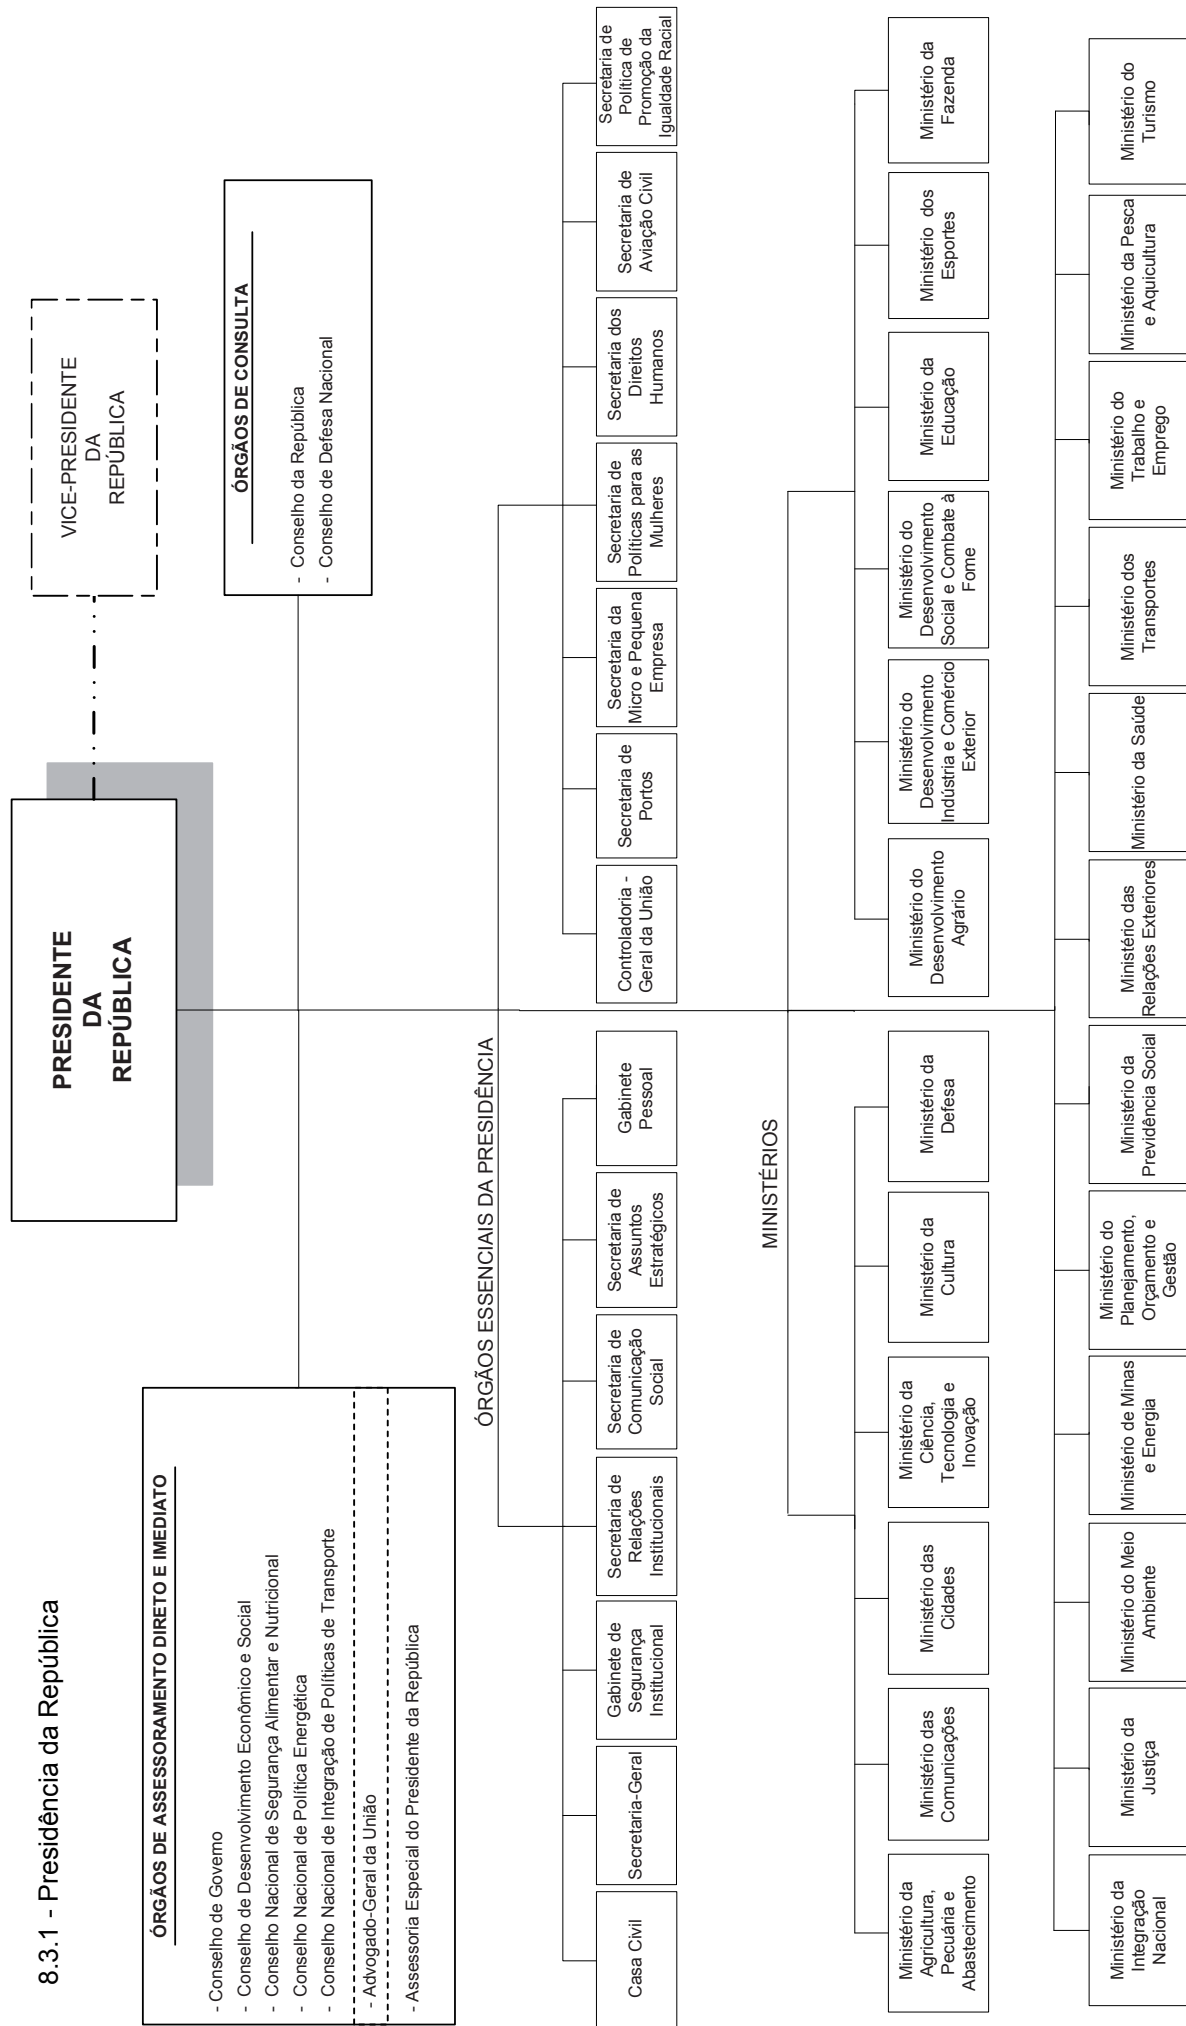 8.3.1 - Presidência da República
PRESIDENTE
DA
REPÚBLICA
VICE-PRESIDENTE
DA
REPÚBLICA
ÓRGÃOS DE ASSESSORAMENTO DIRETO E IMEDIATO
- Conselho de Governo
- Conselho de Desenvolvimento Econômico e Social
- Conselho Nacional de Segurança Alimentar e Nutricional
- Conselho Nacional de Política Energética
- Conselho Nacional de Integração de Políticas de Transporte
- Advogado-Geral da União
- Assessoria Especial do Presidente da República
ÓRGÃOS DE CONSULTA
- Conselho da República
- Conselho de Defesa Nacional
ÓRGÃOS ESSENCIAIS DA PRESIDÊNCIA
Casa Civil
Secretaria-Geral
Gabinete de
Segurança
Institucional
Secretaria de
Relações
Institucionais
Secretaria de
Comunicação
Social
Secretaria de
Assuntos
Estratégicos
Gabinete
Pessoal
Controladoria -
Geral da União
Secretaria de
Portos
Secretaria da
Micro e Pequena
Empresa
Secretaria de
Políticas para as
Mulheres
Secretaria dos
Direitos
Humanos
Secretaria de
Aviação Civil
Secretaria de
Política de
Promoção da
Igualdade Racial
MINISTÉRIOS
Ministério da
Agricultura,
Pecuária e
Abastecimento
Ministério das
Comunicações
Ministério das
Cidades
Ministério da
Ciência,
Tecnologia e
Inovação
Ministério da
Cultura
Ministério da
Defesa
Ministério do
Desenvolvimento
Agrário
Ministério do
Desenvolvimento
Indústria e Comércio
Exterior
Ministério do
Desenvolvimento
Social e Combate à
Fome
Ministério da
Educação
Ministério dos
Esportes
Ministério da
Fazenda
Ministério da
Integração
Nacional
Ministério da
Justiça
Ministério do Meio
Ambiente
Ministério de Minas
e Energia
Ministério do
Planejamento,
Orçamento e
Gestão
Ministério da
Previdência Social
Ministério das
Relações Exteriores
Ministério da Saúde
Ministério dos
Transportes
Ministério do
Trabalho e
Emprego
Ministério da Pesca
e Aquicultura
Ministério do
Turismo